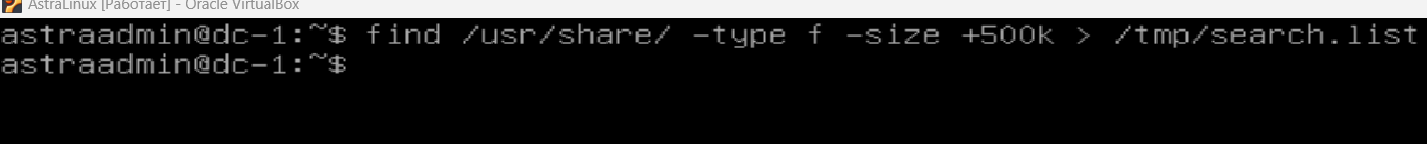 AstraLinux [Работает] - Oracle VirtualBox
astraadmin@dc-1:~$ find /usr/share/ -type f -size +500k > /tmp/search.list
astraadmin@dc-1:~$